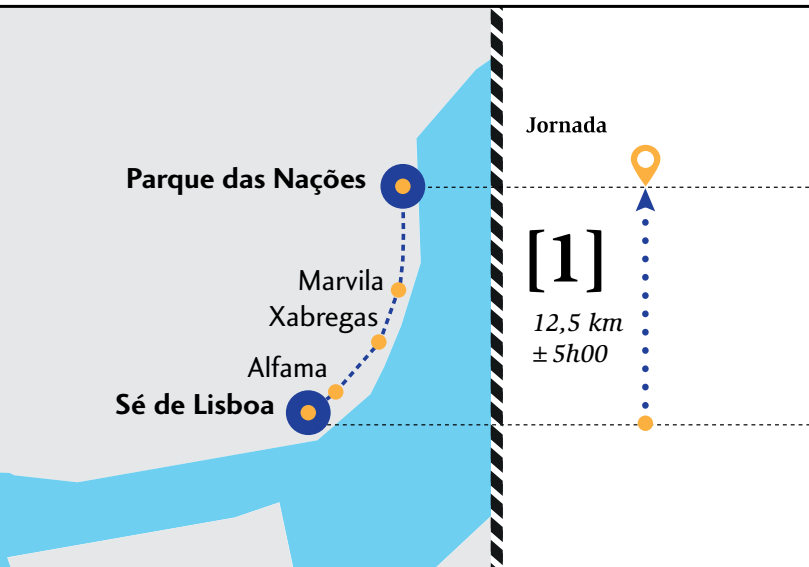 Parque das Nações
Marvila
Xabregas
Alfama
Sé de Lisboa
Jornada
[1]
12,5 km
± 5h00